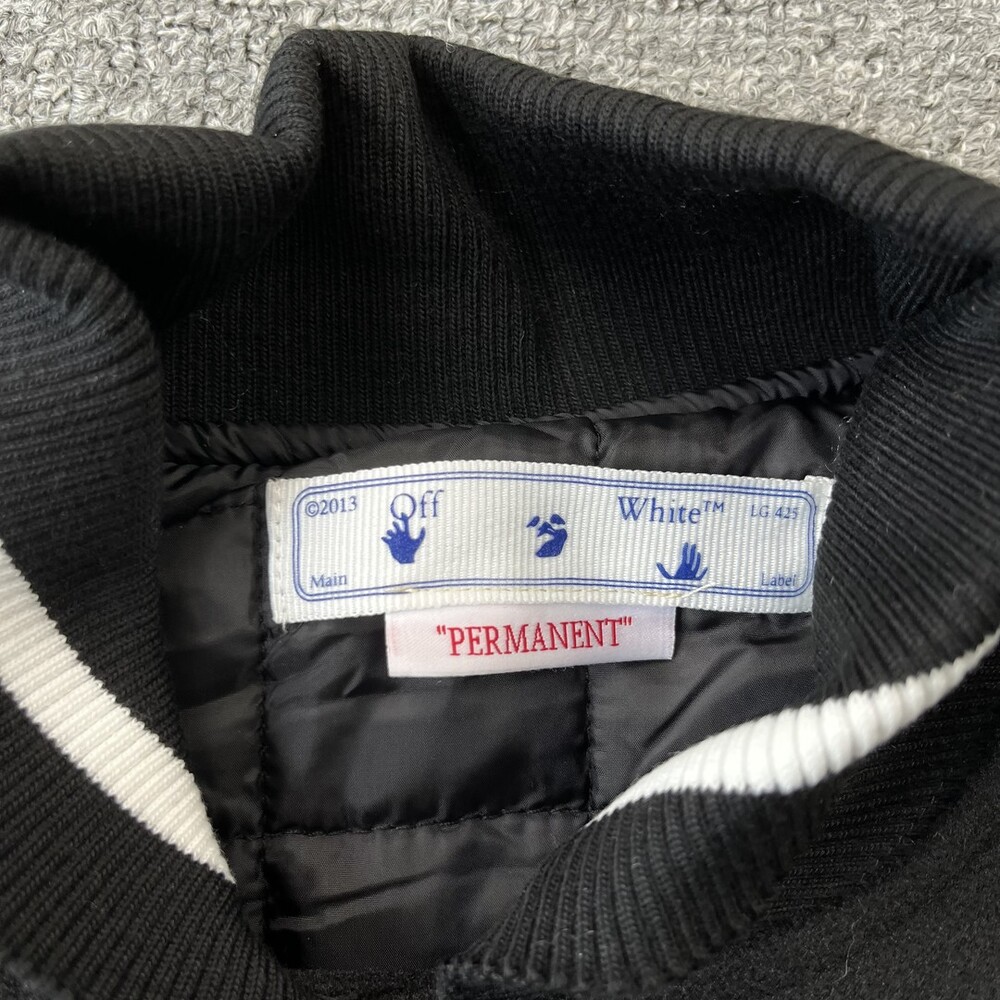 ©2013 Off White™ LG 425
Main Label
"PERMANENT"